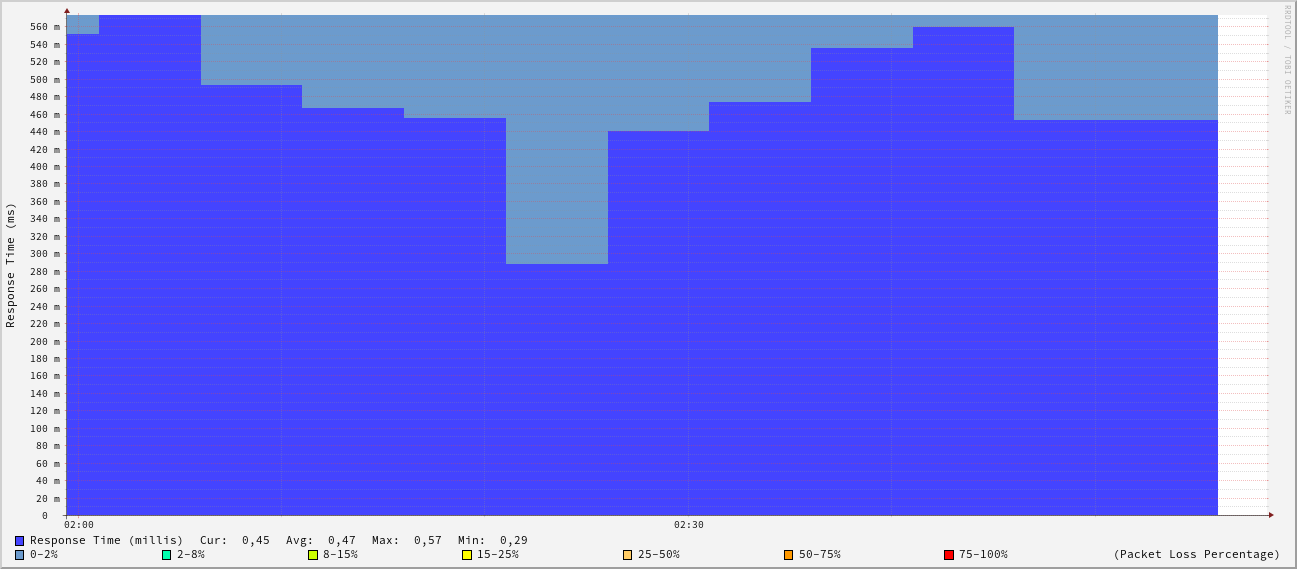 RRDTOOL / TOBI OETIKER
Response Time (ms)
560 m
540 m
520 m
500 m
480 m
460 m
440 m
420 m
400 m
380 m
360 m
340 m
320 m
300 m
280 m
260 m
240 m
220 m
200 m
180 m
160 m
140 m
120 m
100 m
80 m
60 m
40 m
20 m
0
02:00 02:30
Response Time (millis) Cur: 0,45 Avg: 0,47 Max: 0,57 Min: 0,29
0-2% 2-8% 8-15% 15-25% 25-50% 50-75% 75-100% (Packet Loss Percentage)